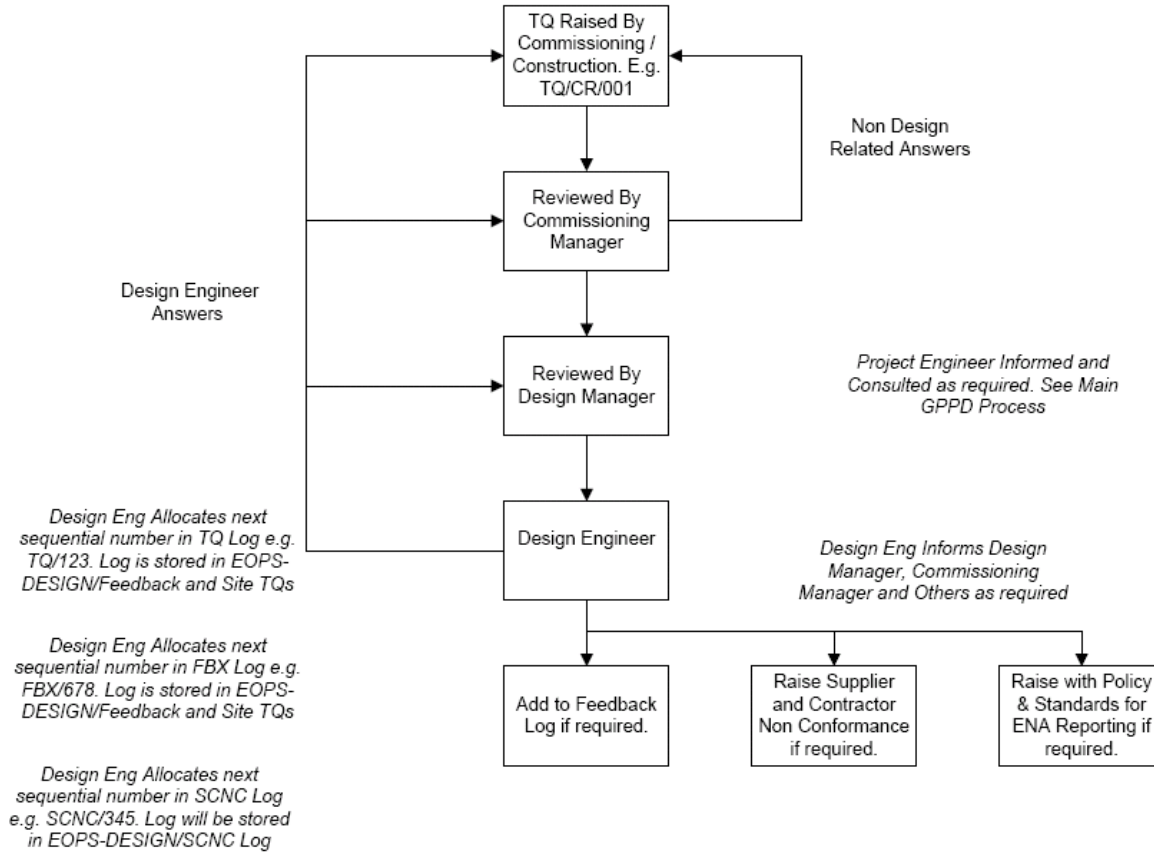 TQ Raised By
Commissioning /
Construction. E.g.
TQ/CR/001
Non Design
Related Answers
Reviewed By
Commissioning
Manager
Design Engineer
Answers
Reviewed By
Design Manager
Project Engineer Informed and
Consulted as required. See Main
GPPD Process
Design Eng Allocates next
sequential number in TQ Log e.g.
TQ/123. Log is stored in EOPS-
DESIGN/Feedback and Site TQs
Design Engineer
Design Eng Informs Design
Manager, Commissioning
Manager and Others as required
Design Eng Allocates next
sequential number in FBX Log e.g.
FBX/678. Log is stored in EOPS-
DESIGN/Feedback and Site TQs
Add to Feedback
Log if required.
Raise Supplier
and Contractor
Non Conformance
if required.
Raise with Policy
& Standards for
ENA Reporting if
required.
Design Eng Allocates next
sequential number in SCNC Log
e.g. SCNC/345. Log will be stored
in EOPS-DESIGN/SCNC Log